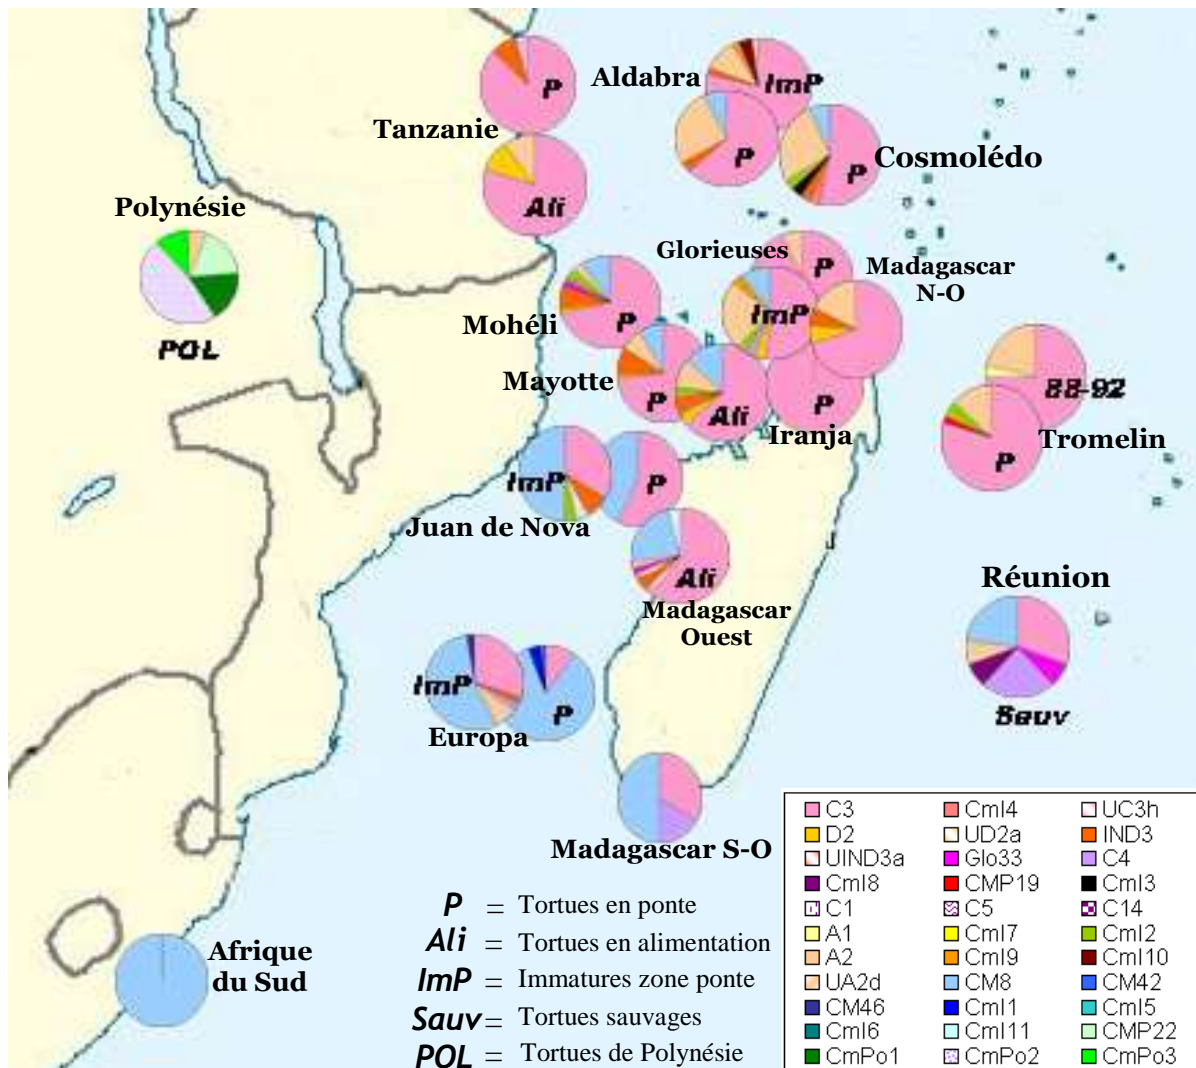 Aldabra
ImP
P
P
Cosmolédo
P
Tanzanie
Ali
Polynésie
POL
Glorieuses
P
Madagascar
N-O
ImP
Mohéli
P
Mayotte
P
Ali
Iranja
P
88-92
Tromelin
P
ImP
P
Juan de Nova
Ali
Madagascar
Ouest
Réunion
Sauv
ImP
P
Europa
Madagascar S-O
Afrique
du Sud
P = Tortues en ponte
Ali = Tortues en alimentation
ImP = Immatures zone ponte
Sauv = Tortues sauvages
POL = Tortues de Polynésie
C3 CmI4 UC3h
D2 UD2a IND3
UIND3a Glo33 C4
CmI8 CMP19 CmI3
C1 C5 C14
A1 CmI7 CmI2
A2 CmI9 CmI10
UA2d CM8 CM42
CM46 CmI1 CmI5
CmI6 CmI11 CMP22
CmPo1 CmPo2 CmPo3